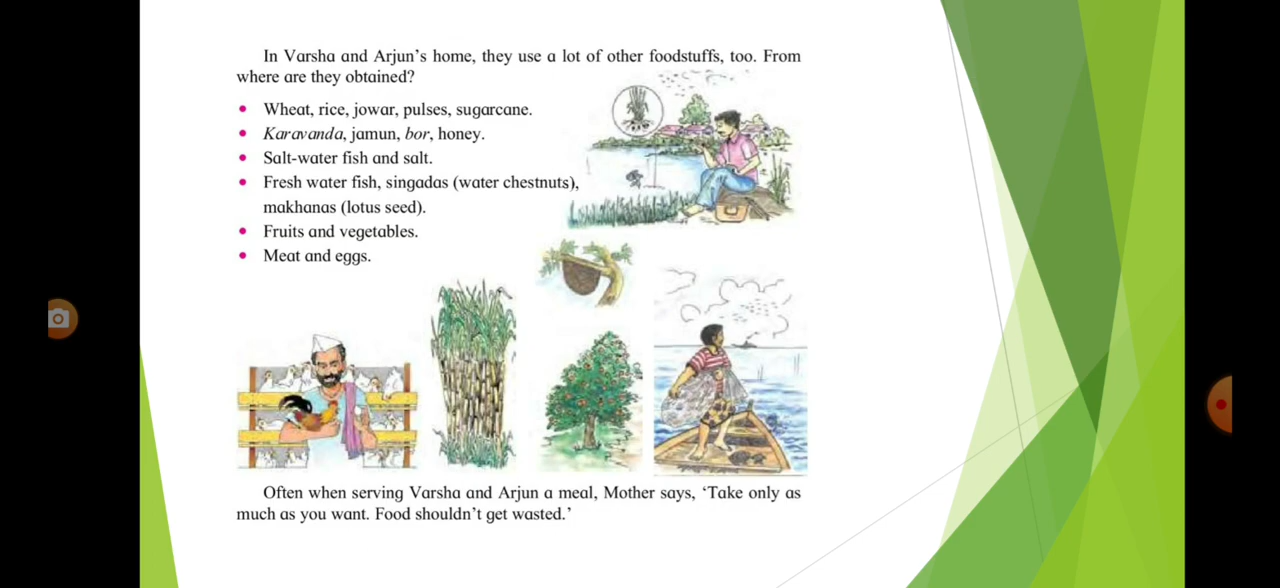 In Varsha and Arjun’s home, they use a lot of other foodstuffs, too. From
where are they obtained?
• Wheat, rice, jowar, pulses, sugarcane.
• Karavanda, jamun, bor, honey.
• Salt-water fish and salt.
• Fresh water fish, singadas (water chestnuts),
makhanas (lotus seed).
• Fruits and vegetables.
• Meat and eggs.
Often when serving Varsha and Arjun a meal, Mother says, ‘Take only as
much as you want. Food shouldn’t get wasted.’